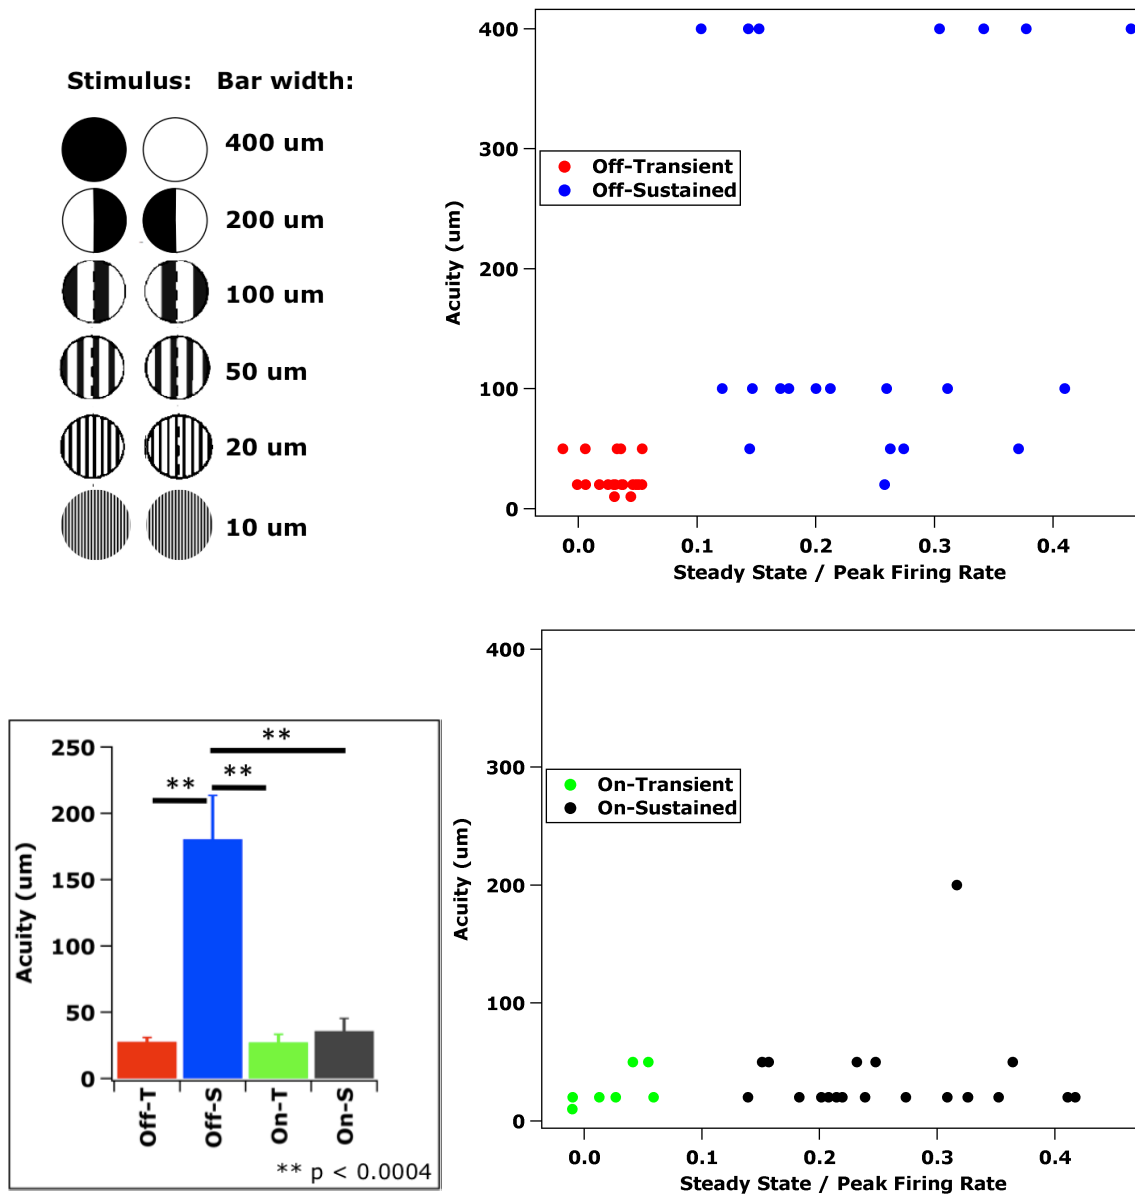 Stimulus: Bar width:
400 um
200 um
100 um
50 um
20 um
10 um
400
300
200
100
0
Acuity (um)
Off-Transient
Off-Sustained
0.0 0.1 0.2 0.3 0.4
Steady State / Peak Firing Rate
250
200
150
100
50
0
Acuity (um)
**
**
**
Off-T Off-S On-T On-S
** p < 0.0004
400
300
200
100
0
Acuity (um)
On-Transient
On-Sustained
0.0 0.1 0.2 0.3 0.4
Steady State / Peak Firing Rate